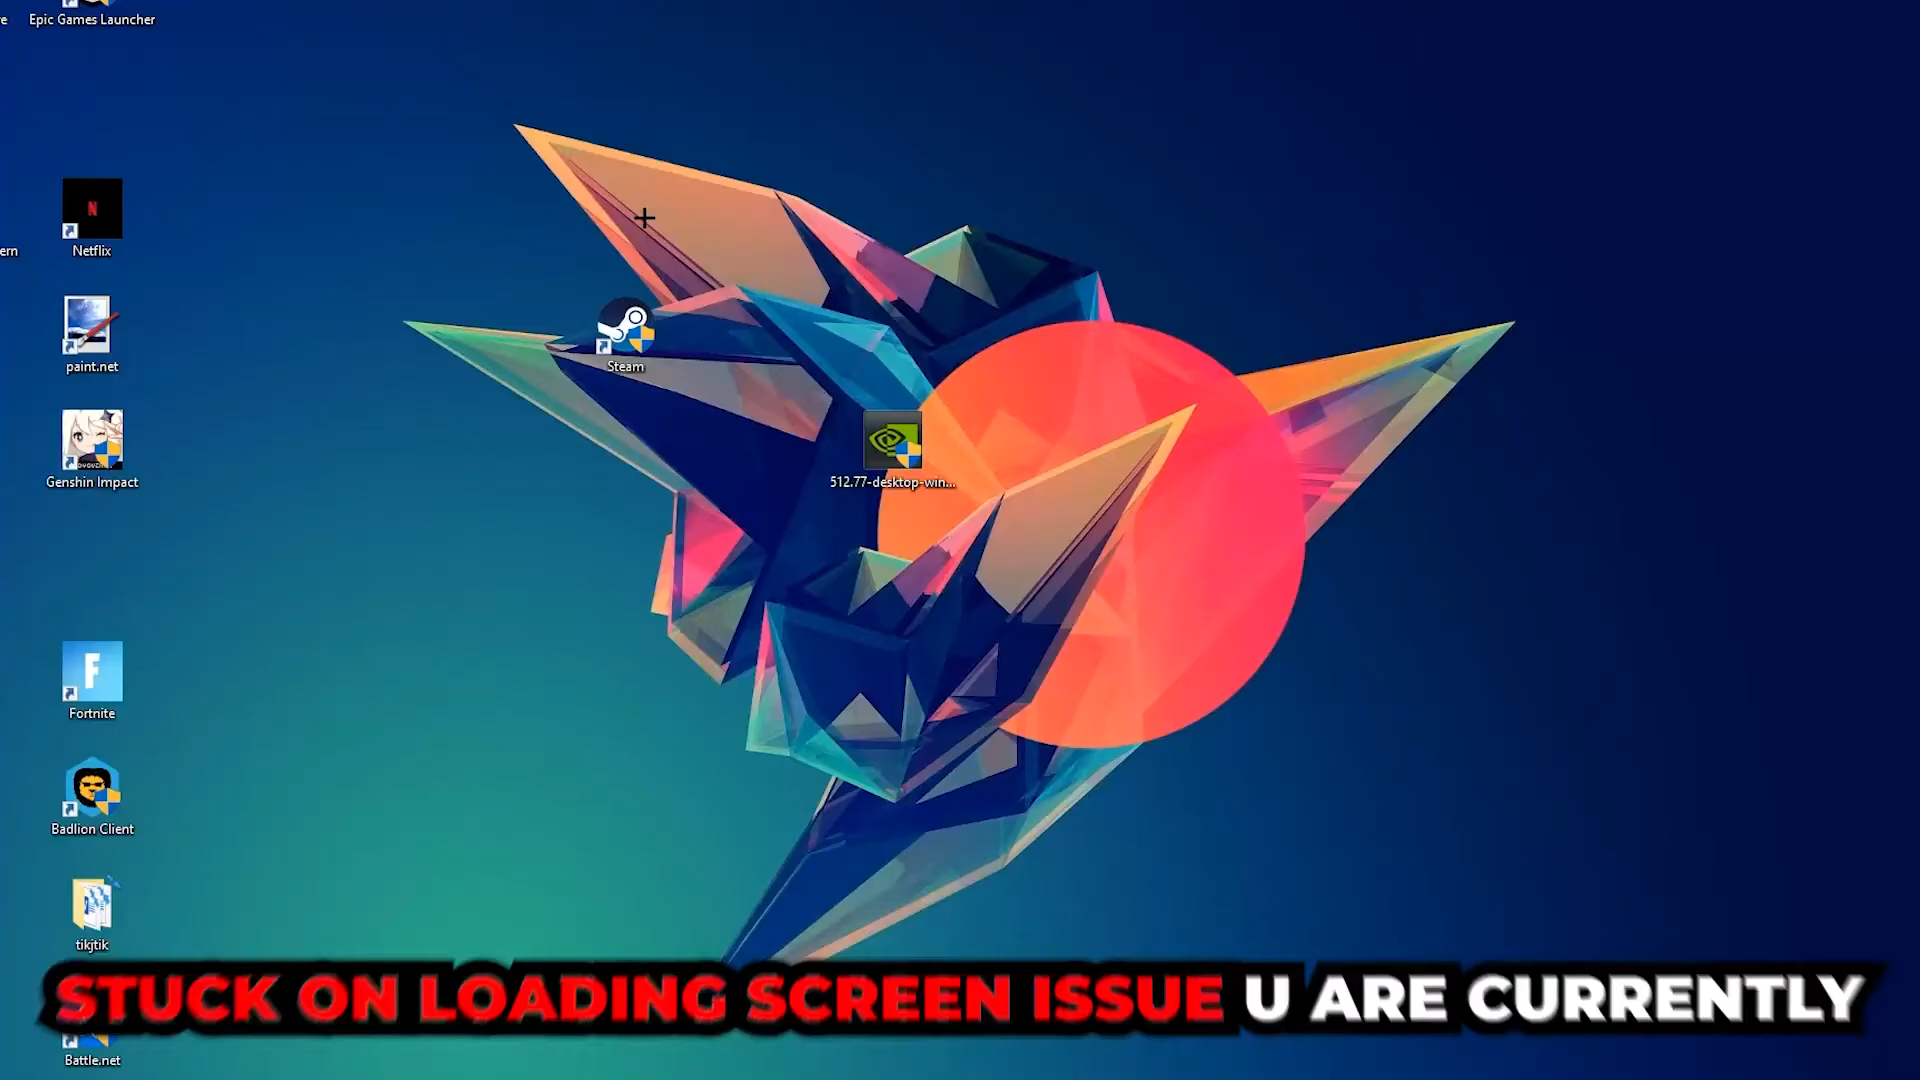 e
Epic Games Launcher
N
Netflix
ern
paint.net
Steam
Genshin Impact
512.77-desktop-win...
F
Fortnite
Badlion Client
tikjtik
STUCK ON LOADING SCREEN ISSUE U ARE CURRENTLY
Battle.net